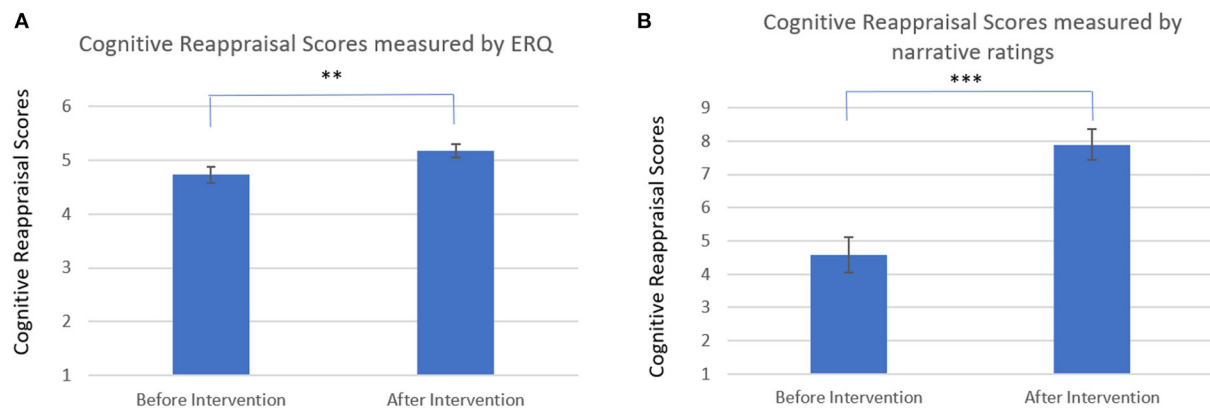 A
Cognitive Reappraisal Scores measured by ERQ
**
Cognitive Reappraisal Scores
6
5
4
3
2
1
Before Intervention
After Intervention
B
Cognitive Reappraisal Scores measured by
narrative ratings
***
Cognitive Reappraisal Scores
9
8
7
6
5
4
3
2
1
Before Intervention
After Intervention